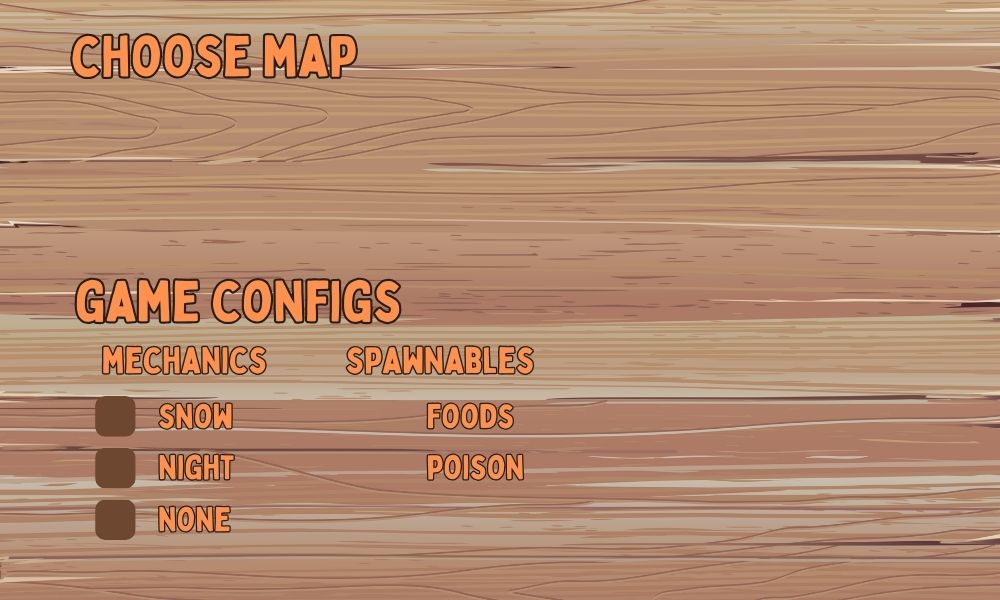 CHOOSE MAP
GAME CONFIGS
MECHANICS SPAWNABLES
SNOW FOODS
NIGHT POISON
NONE